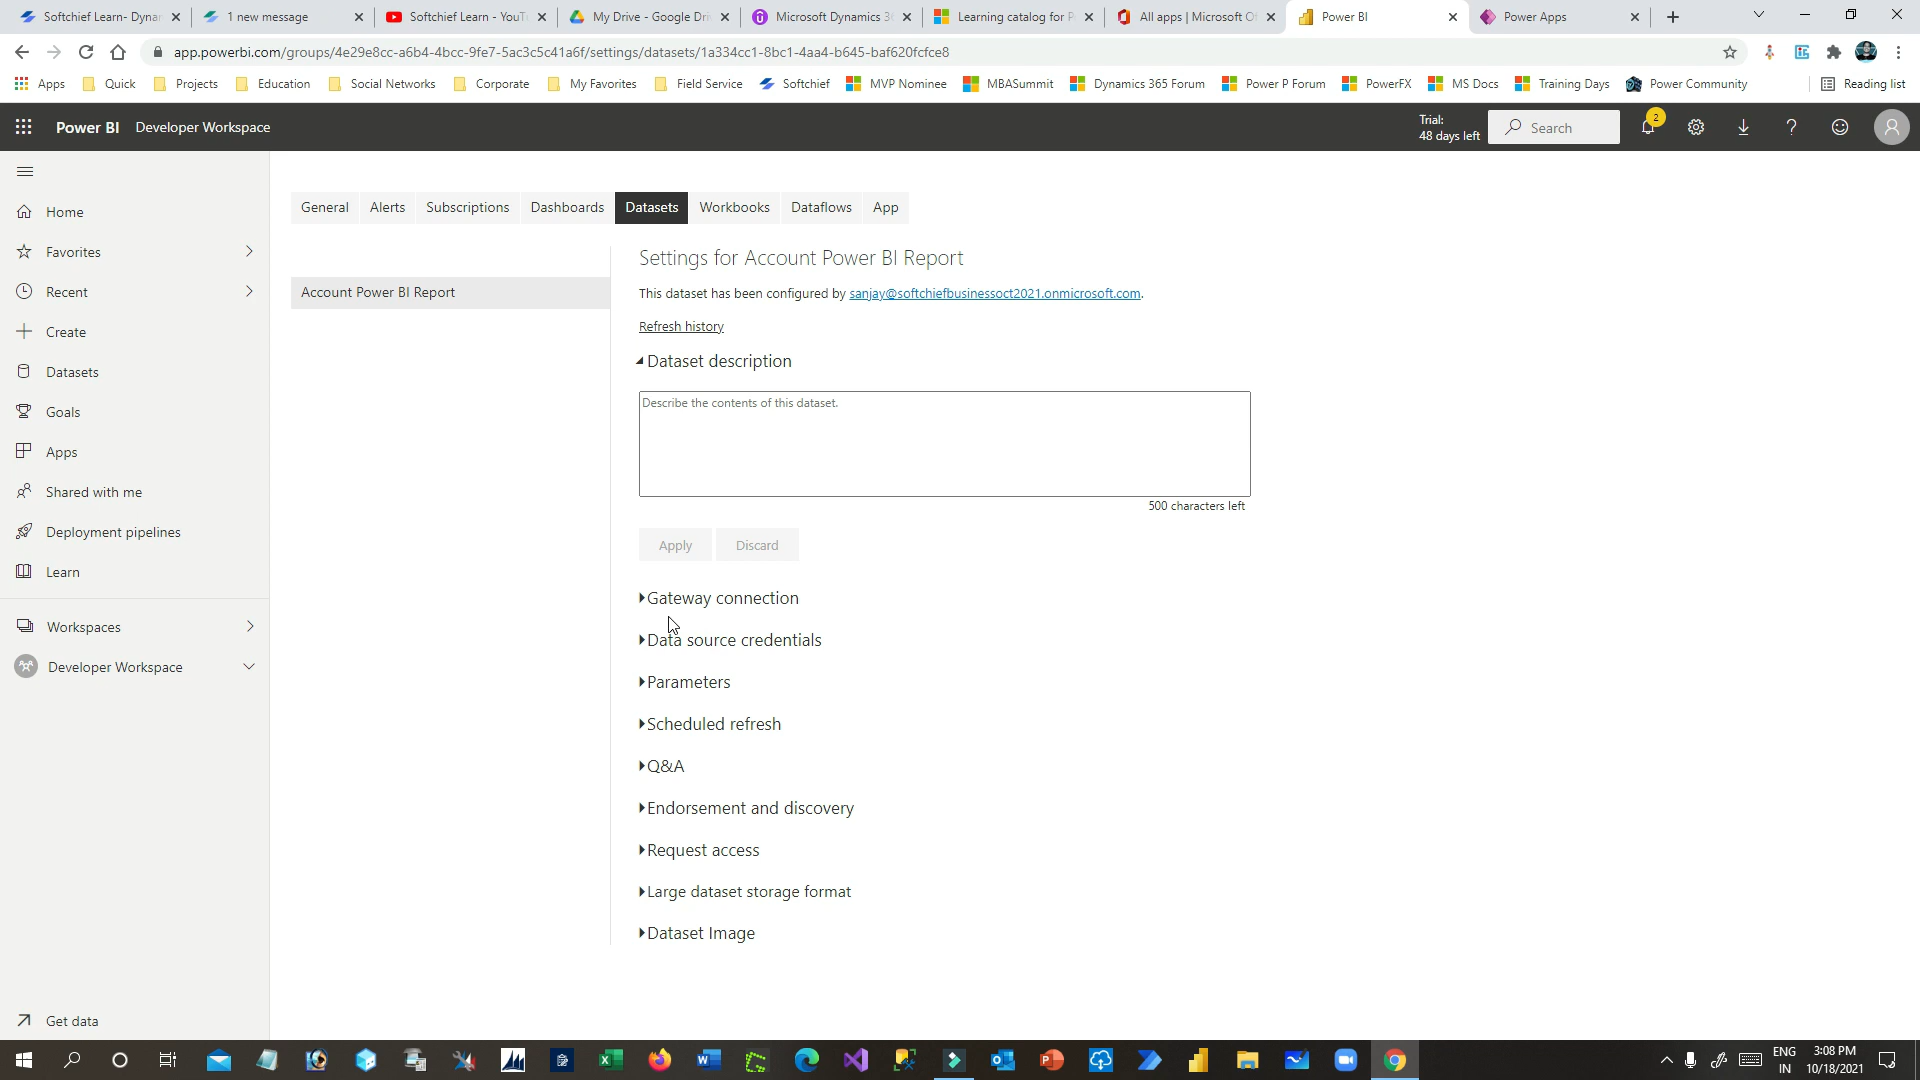 Softchief Learn- Dynar
1 new message
Softchief Learn - YouT
My Drive - Google Dri
Microsoft Dynamics 3
Learning catalog for P
All apps | Microsoft O
Power BI
Power Apps
app.powerbi.com/groups/4e29e8cc-a6b4-4bcc-9fe7-5ac3c5c41a6f/settings/datasets/1a334cc1-8bc1-4aa4-b645-baf620fcfce8
Apps Quick Projects Education Social Networks Corporate My Favorites Field Service Softchief MVP Nominee MBASummit Dynamics 365 Forum Power P Forum PowerFX MS Docs Training Days Power Community Reading list
Power BI Developer Workspace
Trial:
48 days left
Search
2
Home
Favorites
Recent
Create
Datasets
Goals
Apps
Shared with me
Deployment pipelines
Learn
Workspaces
Developer Workspace
Get data
General Alerts Subscriptions Dashboards Datasets Workbooks Dataflows App
Account Power BI Report
Settings for Account Power BI Report
This dataset has been configured by sanjay@softchiefbusinessoct2021.onmicrosoft.com.
Refresh history
Dataset description
Describe the contents of this dataset.
500 characters left
Apply Discard
Gateway connection
Data source credentials
Parameters
Scheduled refresh
Q&A
Endorsement and discovery
Request access
Large dataset storage format
Dataset Image
ENG
IN
3:08 PM
10/18/2021